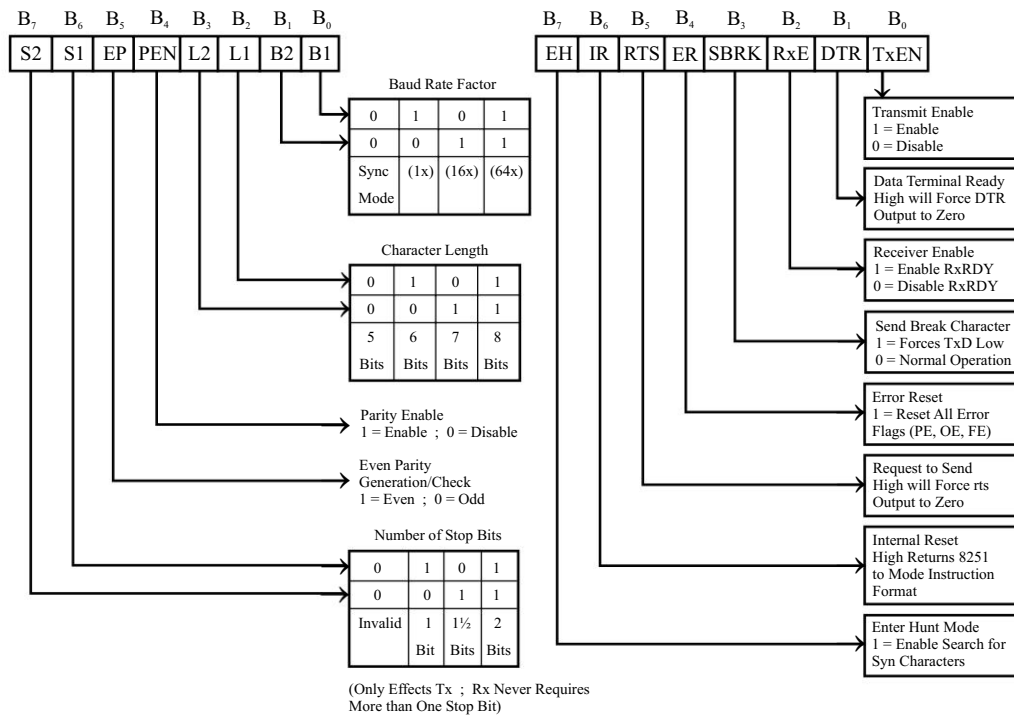 B7 B6 B5 B4 B3 B2 B1 B0
S2 S1 EP PEN L2 L1 B2 B1
Baud Rate Factor
0 1 0 1
0 0 1 1
Sync (1x) (16x) (64x)
Mode
Character Length
0 1 0 1
0 0 1 1
5 6 7 8
Bits Bits Bits Bits
Parity Enable
1 = Enable ; 0 = Disable
Even Parity
Generation/Check
1 = Even ; 0 = Odd
Number of Stop Bits
0 1 0 1
0 0 1 1
Invalid 1 1½ 2
Bit Bits Bits
(Only Effects Tx ; Rx Never Requires
More than One Stop Bit)
B7 B6 B5 B4 B3 B2 B1 B0
EH IR RTS ER SBRK RxE DTR TxEN
Transmit Enable
1 = Enable
0 = Disable
Data Terminal Ready
High will Force DTR
Output to Zero
Receiver Enable
1 = Enable RxRDY
0 = Disable RxRDY
Send Break Character
1 = Forces TxD Low
0 = Normal Operation
Error Reset
1 = Reset All Error
Flags (PE, OE, FE)
Request to Send
High will Force rts
Output to Zero
Internal Reset
High Returns 8251
to Mode Instruction
Format
Enter Hunt Mode
1 = Enable Search for
Syn Characters